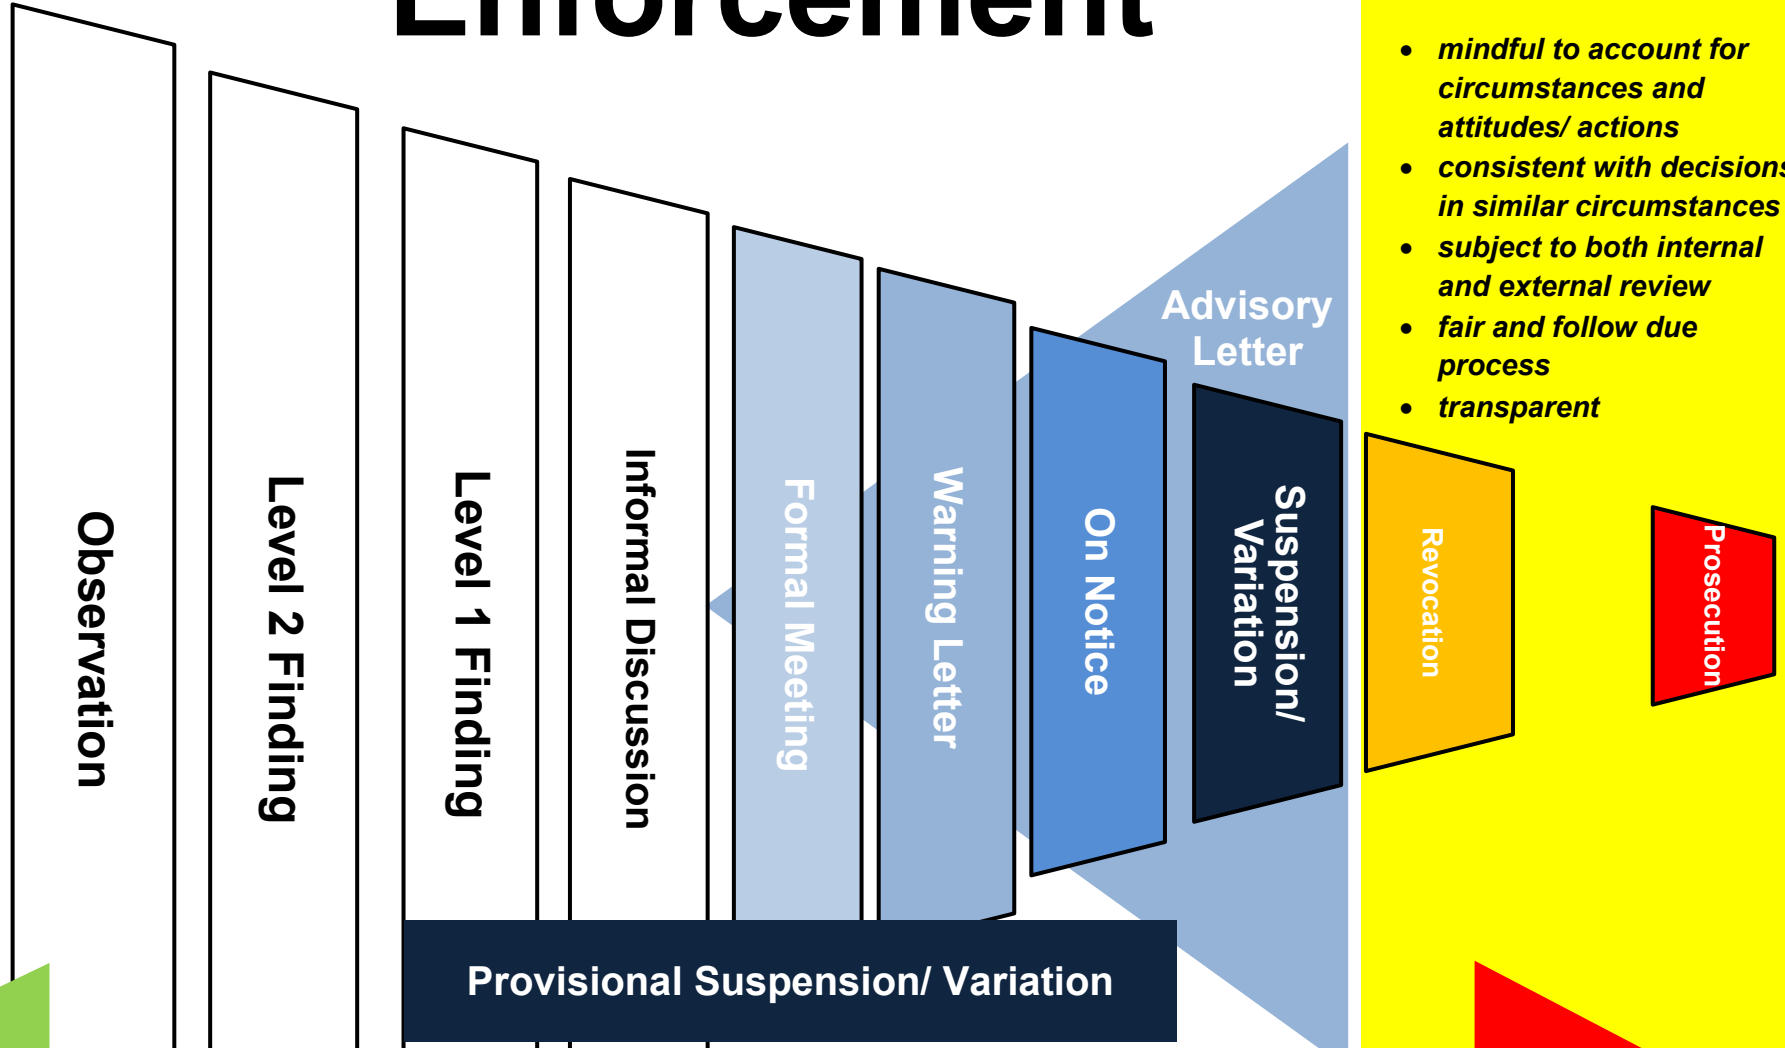 Enforcement
mindful to account for
circumstances and
attitudes/ actions
consistent with decisions
in similar circumstances
subject to both internal
and external review
fair and follow due
process
transparent
Advisory
Letter
Observation
Level 2 Finding
Level 1 Finding
Informal Discussion
Formal Meeting
Warning Letter
On Notice
Suspension/
Variation
Revocation
Prosecution
Provisional Suspension/ Variation